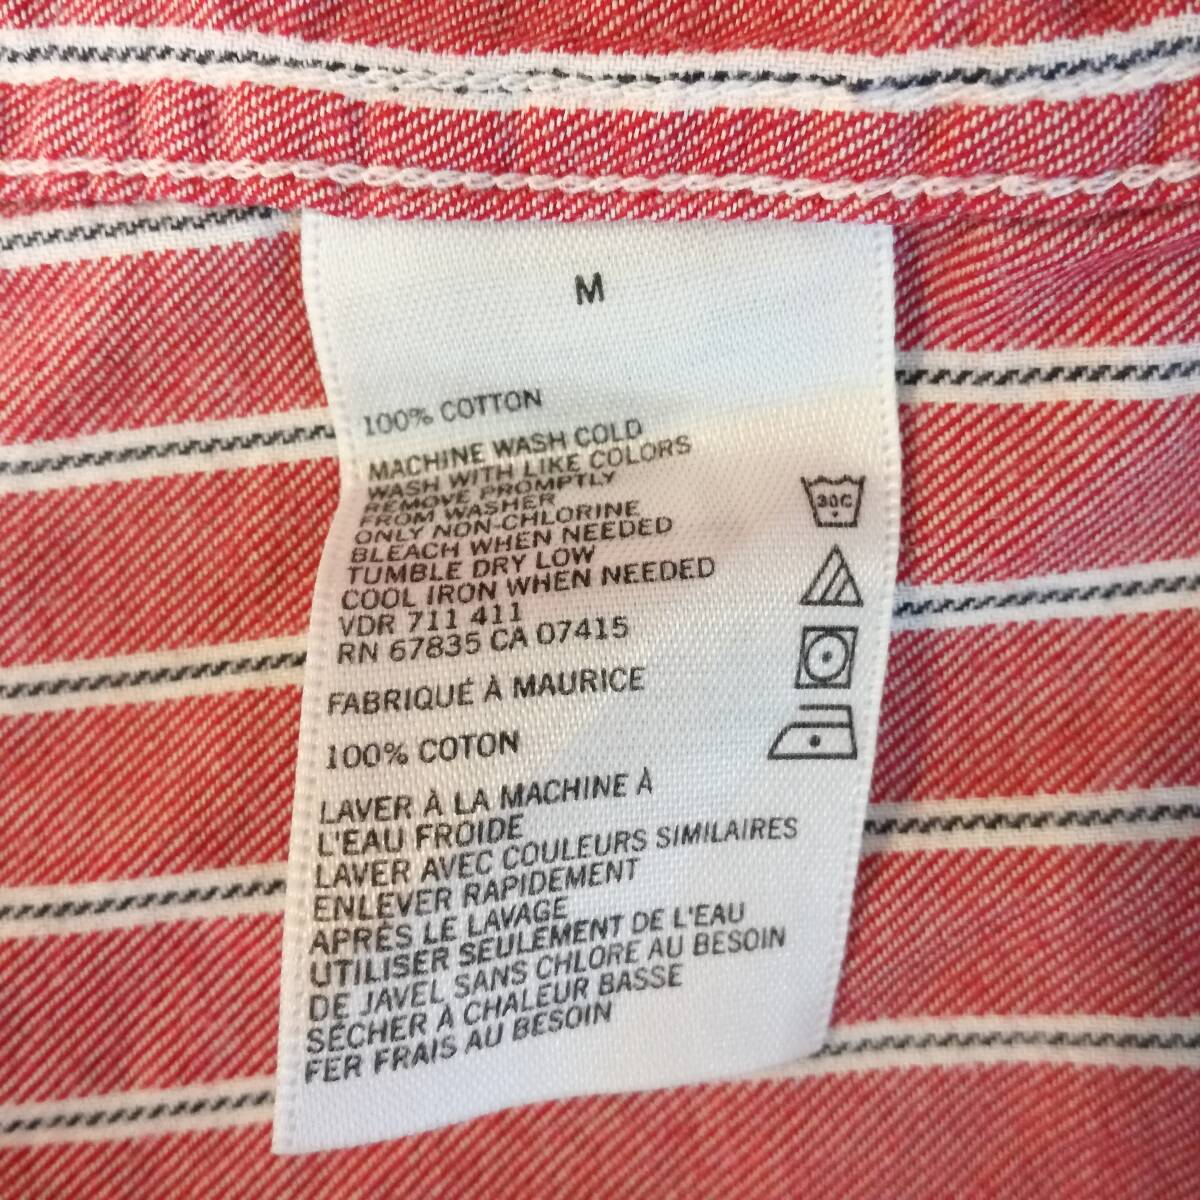 M
100% COTTON
MACHINE WASH COLD
WASH WITH LIKE COLORS
REMOVE PROMPTLY
FROM WASHER
ONLY NON-CHLORINE
BLEACH WHEN NEEDED
TUMBLE DRY LOW
COOL IRON WHEN NEEDED
VDR 711 411
RN 67835 CA 07415
30C
FABRIQUÉ À MAURICE
100% COTON
LAVER À LA MACHINE À
L'EAU FROIDE
LAVER AVEC COULEURS SIMILAIRES
ENLEVER RAPIDEMENT
APRÉS LE LAVAGE
UTILISER SEULEMENT DE L'EAU
DE JAVEL SANS CHLORE AU BESOIN
SÉCHER À CHALEUR BASSE
FER FRAIS AU BESOIN